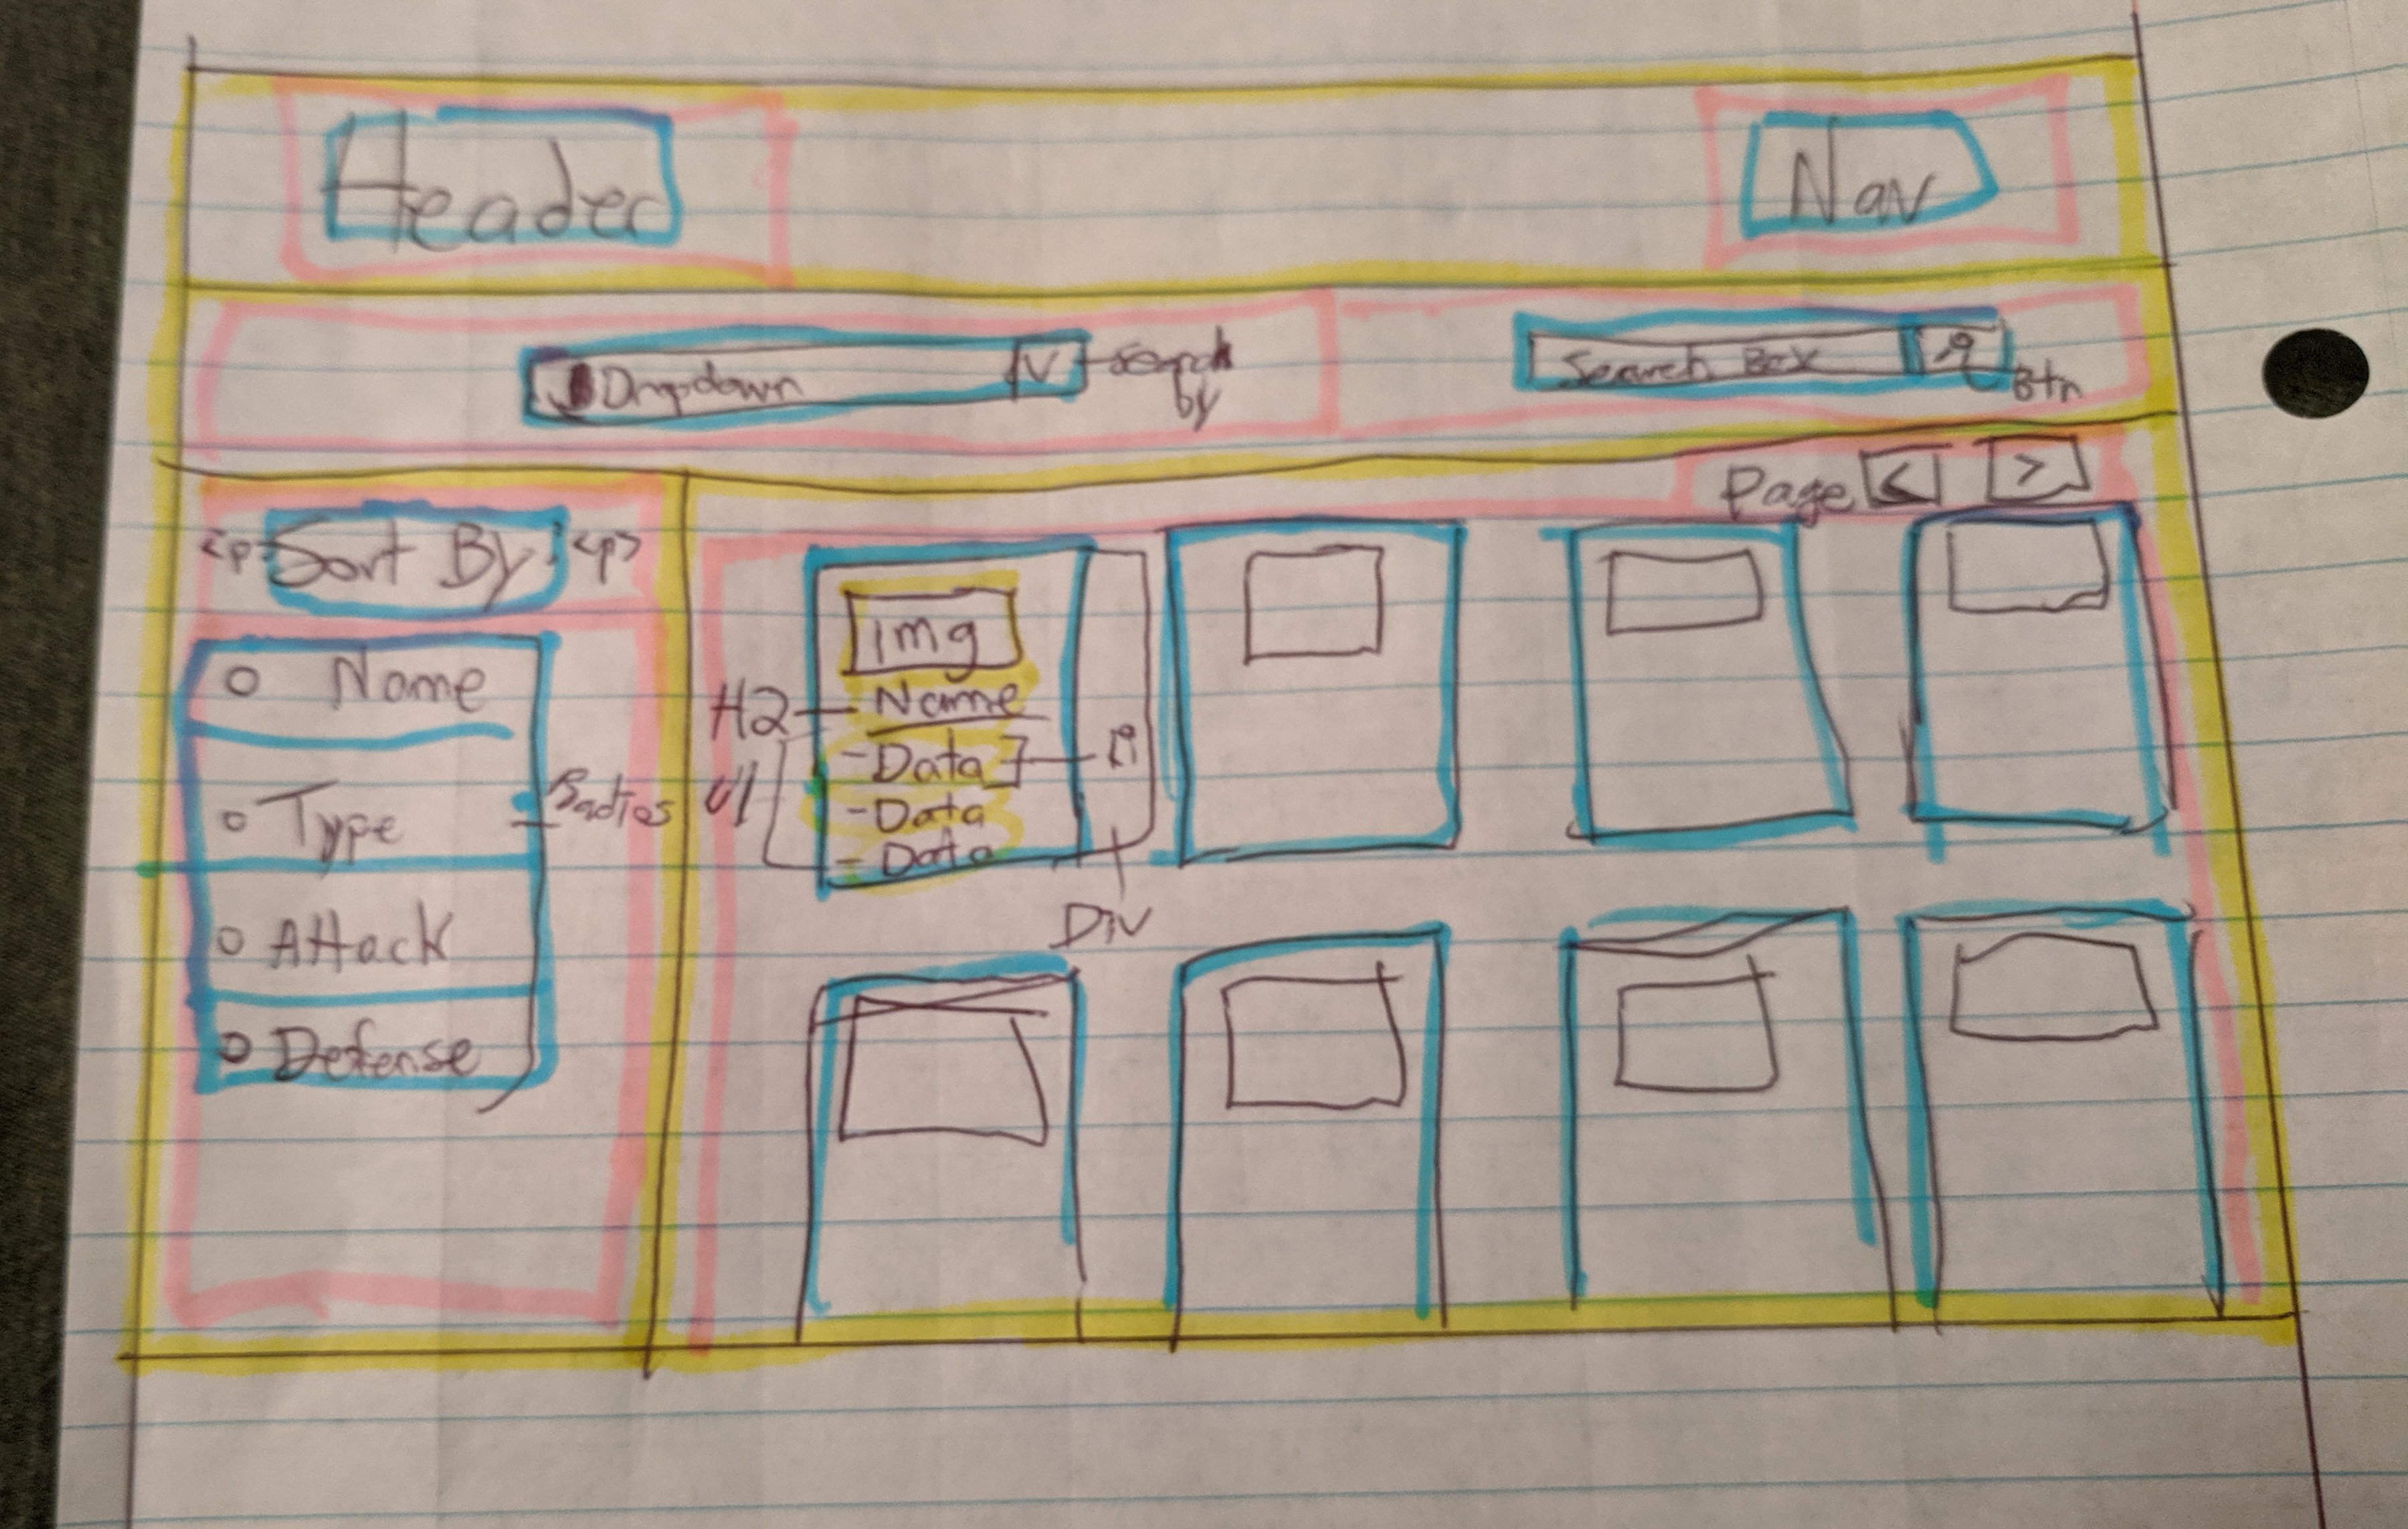 Header
Nav
Dropdown V search by
Search Box Btn
Page < >
<p> Sort By <p>
Name
Type
Attack
Defense
Radios
img
H2 Name
ul
-Data li
-Data
-Data
Div